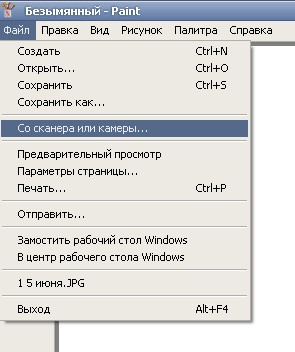 Безымянный - Paint
Файл Правка Вид Рисунок Палитра Справка
Создать Ctrl+N
Открыть... Ctrl+O
Сохранить Ctrl+S
Сохранить как...
Со сканера или камеры...
Предварительный просмотр
Параметры страницы...
Печать... Ctrl+P
Отправить...
Замостить рабочий стол Windows
В центр рабочего стола Windows
1 5 июня.JPG
Выход Alt+F4